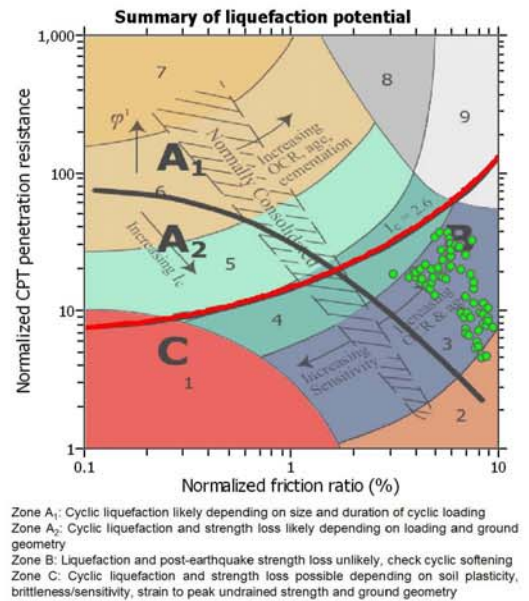 Summary of liquefaction potential
1,000
100
10
1
Normalized CPT penetration resistance
7
8
9
φ'
A1
Increasing
OCR, age,
cementation
Normally Consolidated
6
A2
Increasing Ic
5
Ic = 2.6
B
4
C
1
Increasing
Sensitivity
Increasing
OCR & age
3
2
0.1
1
10
Normalized friction ratio (%)
Zone A1: Cyclic liquefaction likely depending on size and duration of cyclic loading
Zone A2: Cyclic liquefaction and strength loss likely depending on loading and ground
geometry
Zone B: Liquefaction and post-earthquake strength loss unlikely, check cyclic softening
Zone C: Cyclic liquefaction and strength loss possible depending on soil plasticity,
brittleness/sensitivity, strain to peak undrained strength and ground geometry